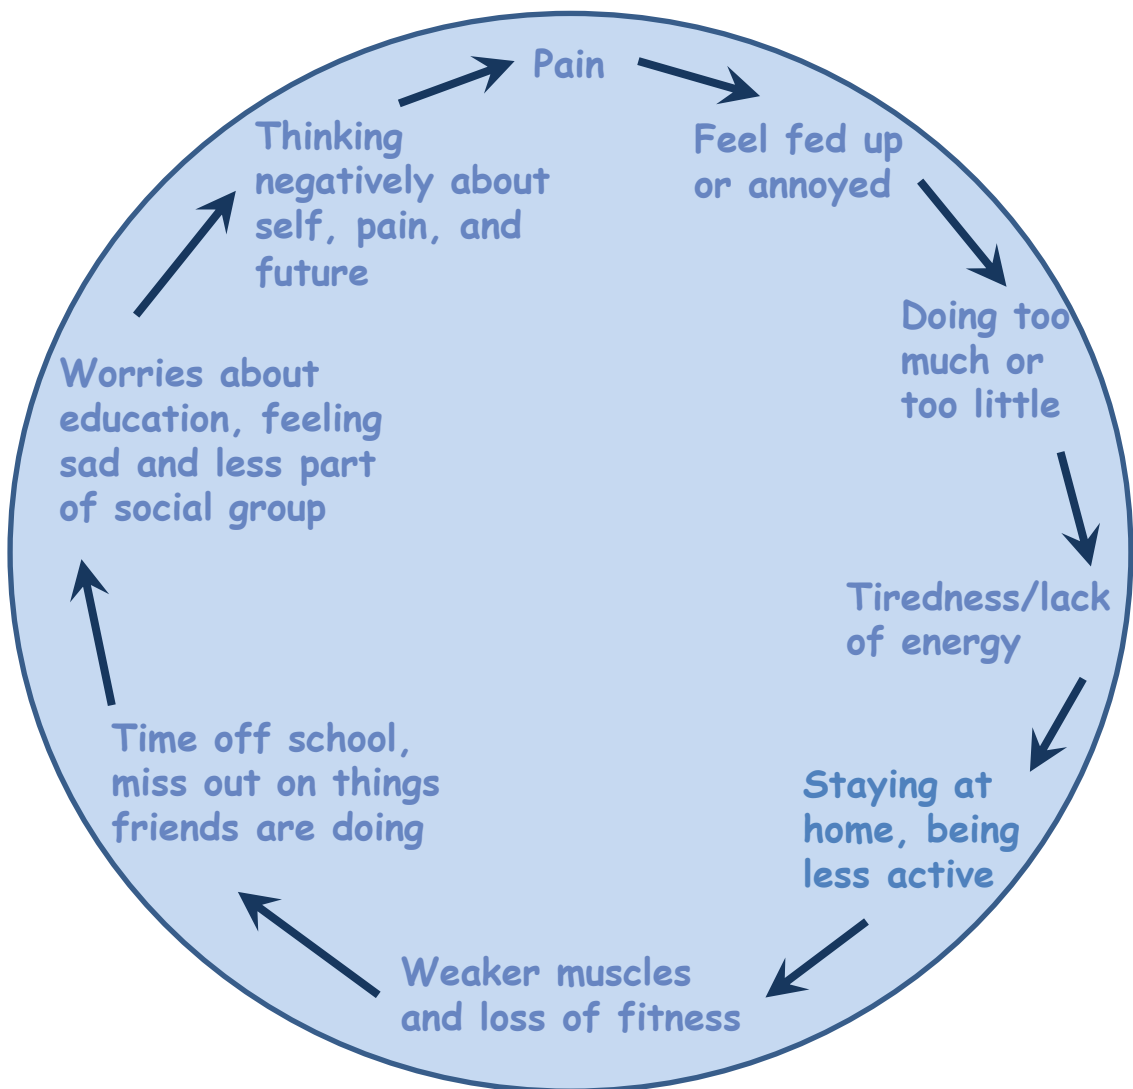 Pain
Feel fed up
or annoyed
Doing too
much or
too little
Tiredness/lack
of energy
Staying at
home, being
less active
Weaker muscles
and loss of fitness
Time off school,
miss out on things
friends are doing
Worries about
education, feeling
sad and less part
of social group
Thinking
negatively about
self, pain, and
future